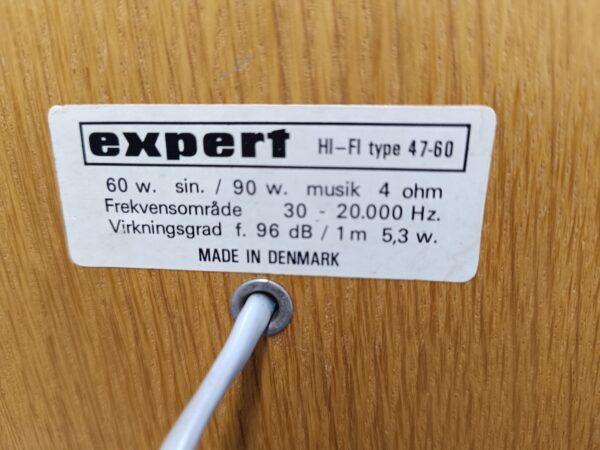 expert HI-FI type 47-60
60 w. sin. / 90 w. musik 4 ohm
Frekvensområde 30 - 20.000 Hz.
Virkningsgrad f. 96 dB / 1m 5,3 w.
MADE IN DENMARK